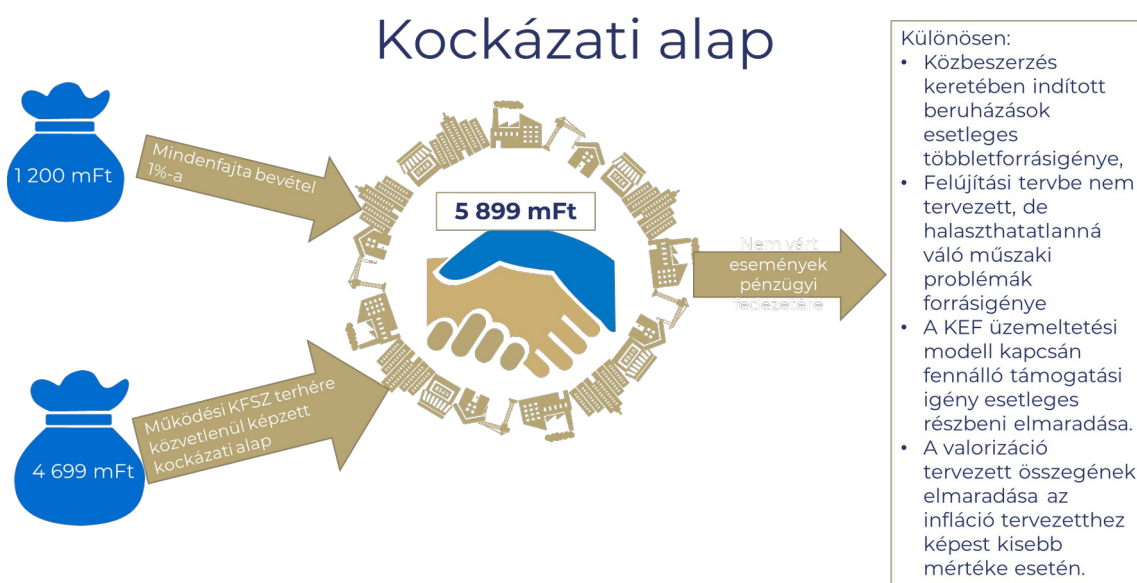 Kockázati alap
1 200 mFt
Mindenfajta bevétel
1%-a
4 699 mFt
Működési KFSZ terhére
közvetlenül képzett
kockázati alap
5 899 mFt
Nem várt
események
pénzügyi
fedezetére
Különösen:
• Közbeszerzés
keretében indított
beruházások
esetleges
többletforrásigénye,
• Felújítási tervbe nem
tervezett, de
halaszthatatlanná
váló műszaki
problémák
forrásigénye
• A KEF üzemeltetési
modell kapcsán
fennálló támogatási
igény esetleges
részbeni elmaradása.
• A valorizáció
tervezett összegének
elmaradása az
infláció tervezetthez
képest kisebb
mértéke esetén.